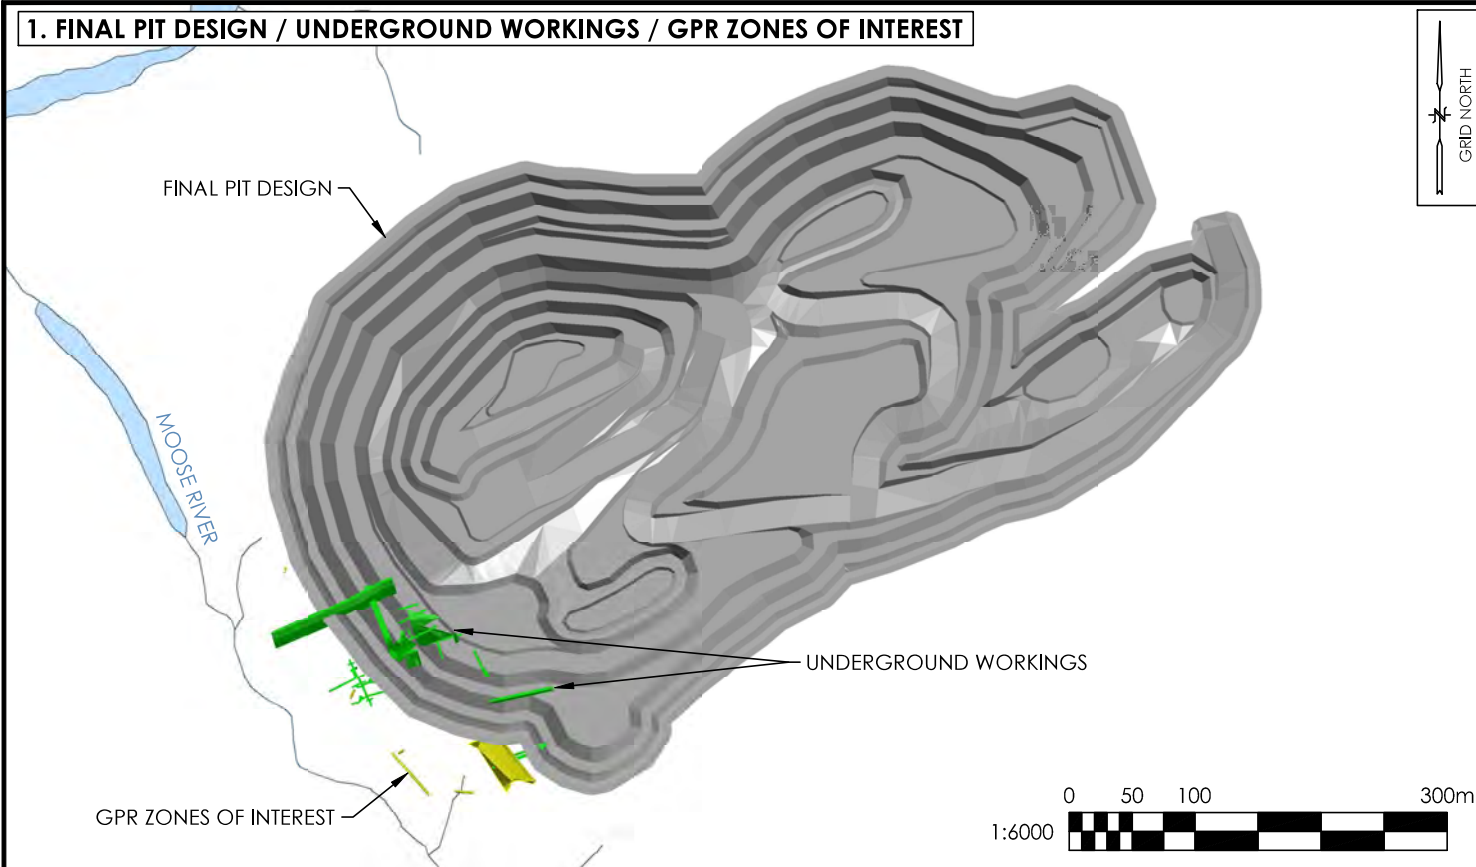 1. FINAL PIT DESIGN / UNDERGROUND WORKINGS / GPR ZONES OF INTEREST
N
GRID NORTH
FINAL PIT DESIGN
MOOSE RIVER
UNDERGROUND WORKINGS
GPR ZONES OF INTEREST
0 50 100 300m
1:6000